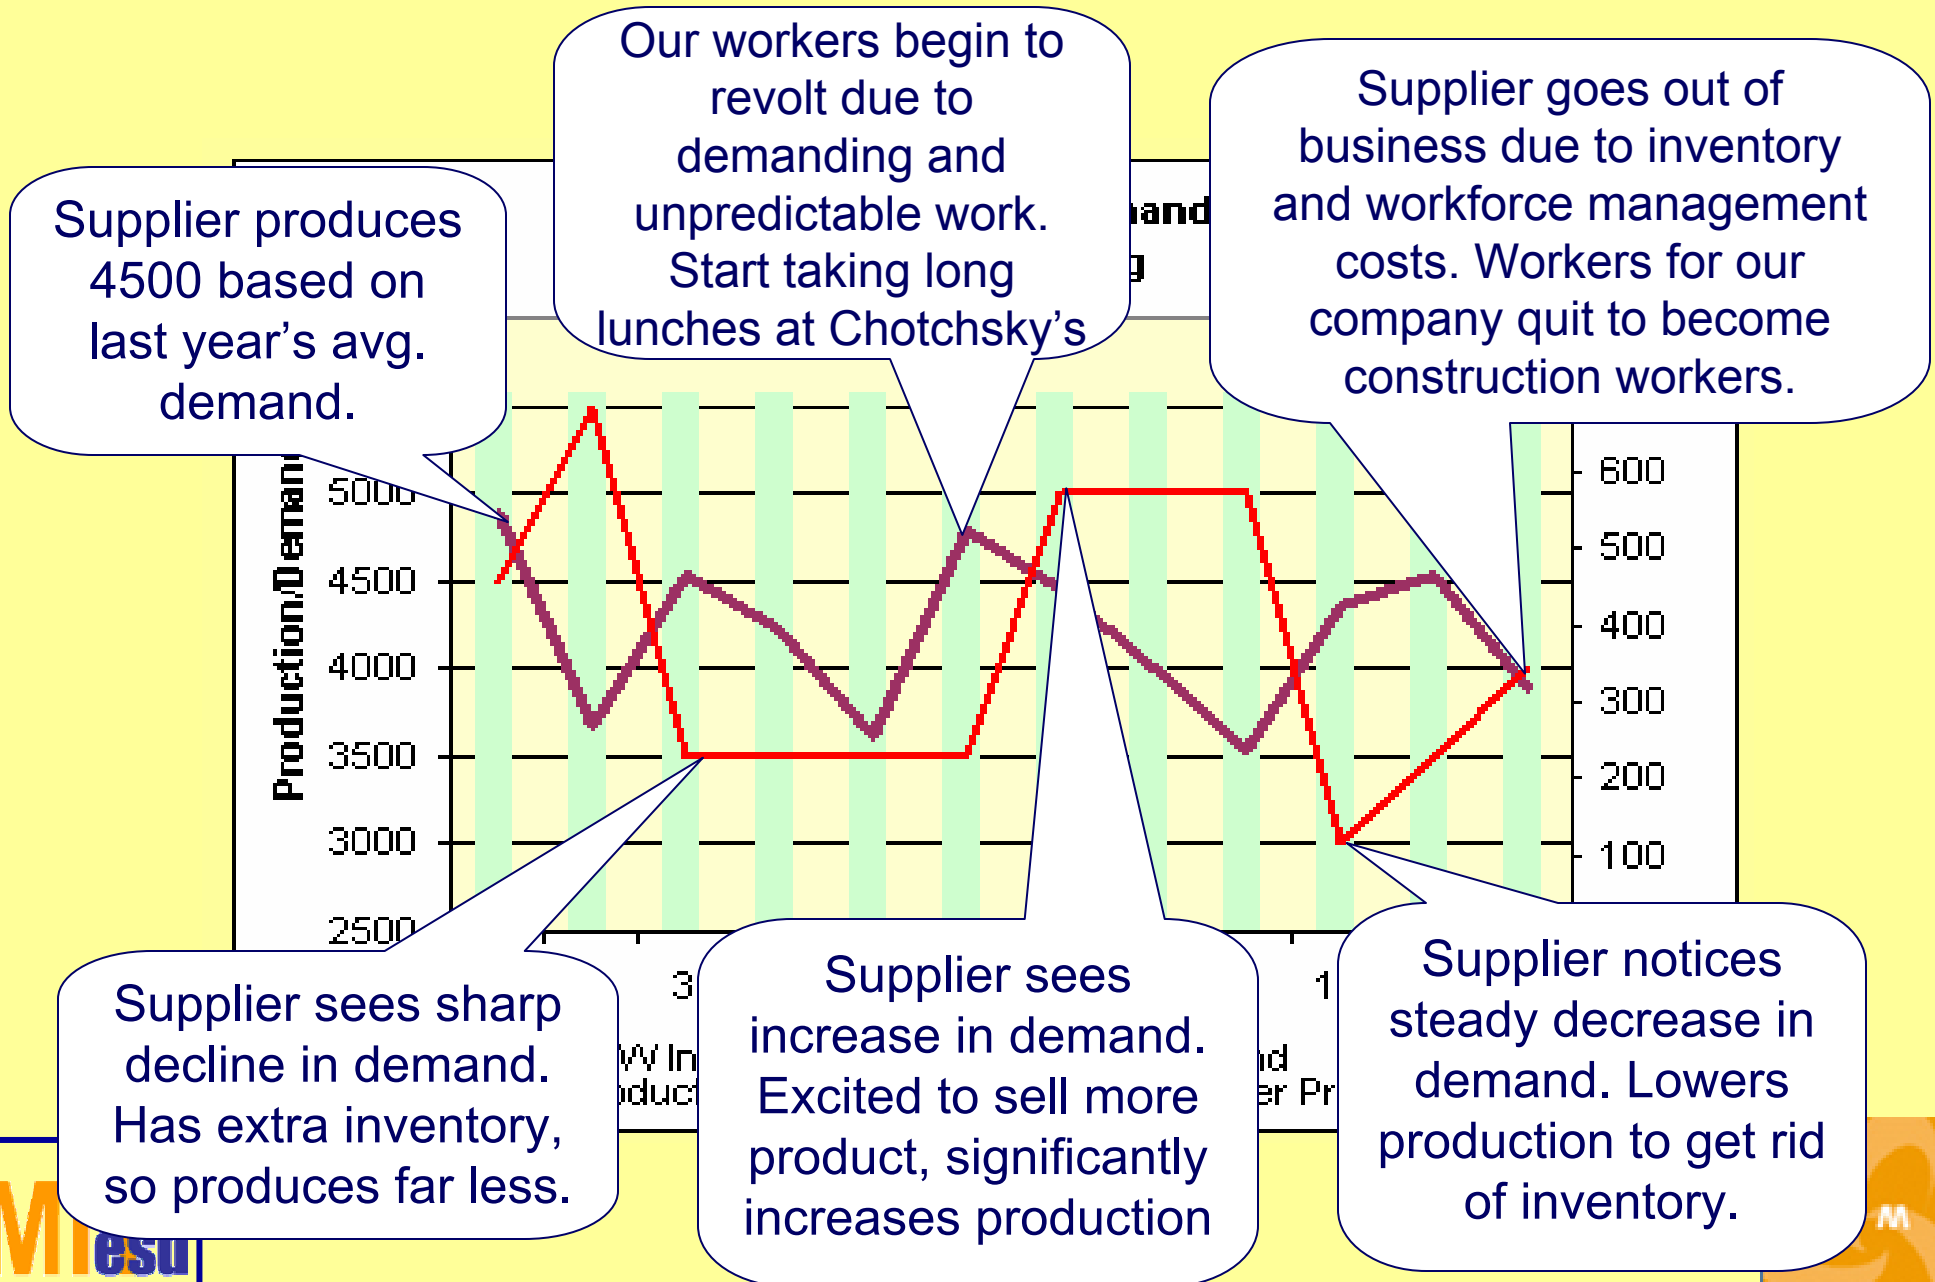 Our workers begin to
revolt due to
demanding and
unpredictable work.
Start taking long
lunches at Chotchsky's
Supplier goes out of
business due to inventory
and workforce management
costs. Workers for our
company quit to become
construction workers.
Supplier produces
4500 based on
last year's avg.
demand.
Production/Deman
5000
4500
4000
3500
3000
2500
600
500
400
300
200
100
3
1
Supplier sees sharp
decline in demand.
Has extra inventory,
so produces far less.
Supplier sees
increase in demand.
Excited to sell more
product, significantly
increases production
Supplier notices
steady decrease in
demand. Lowers
production to get rid
of inventory.
esd
M